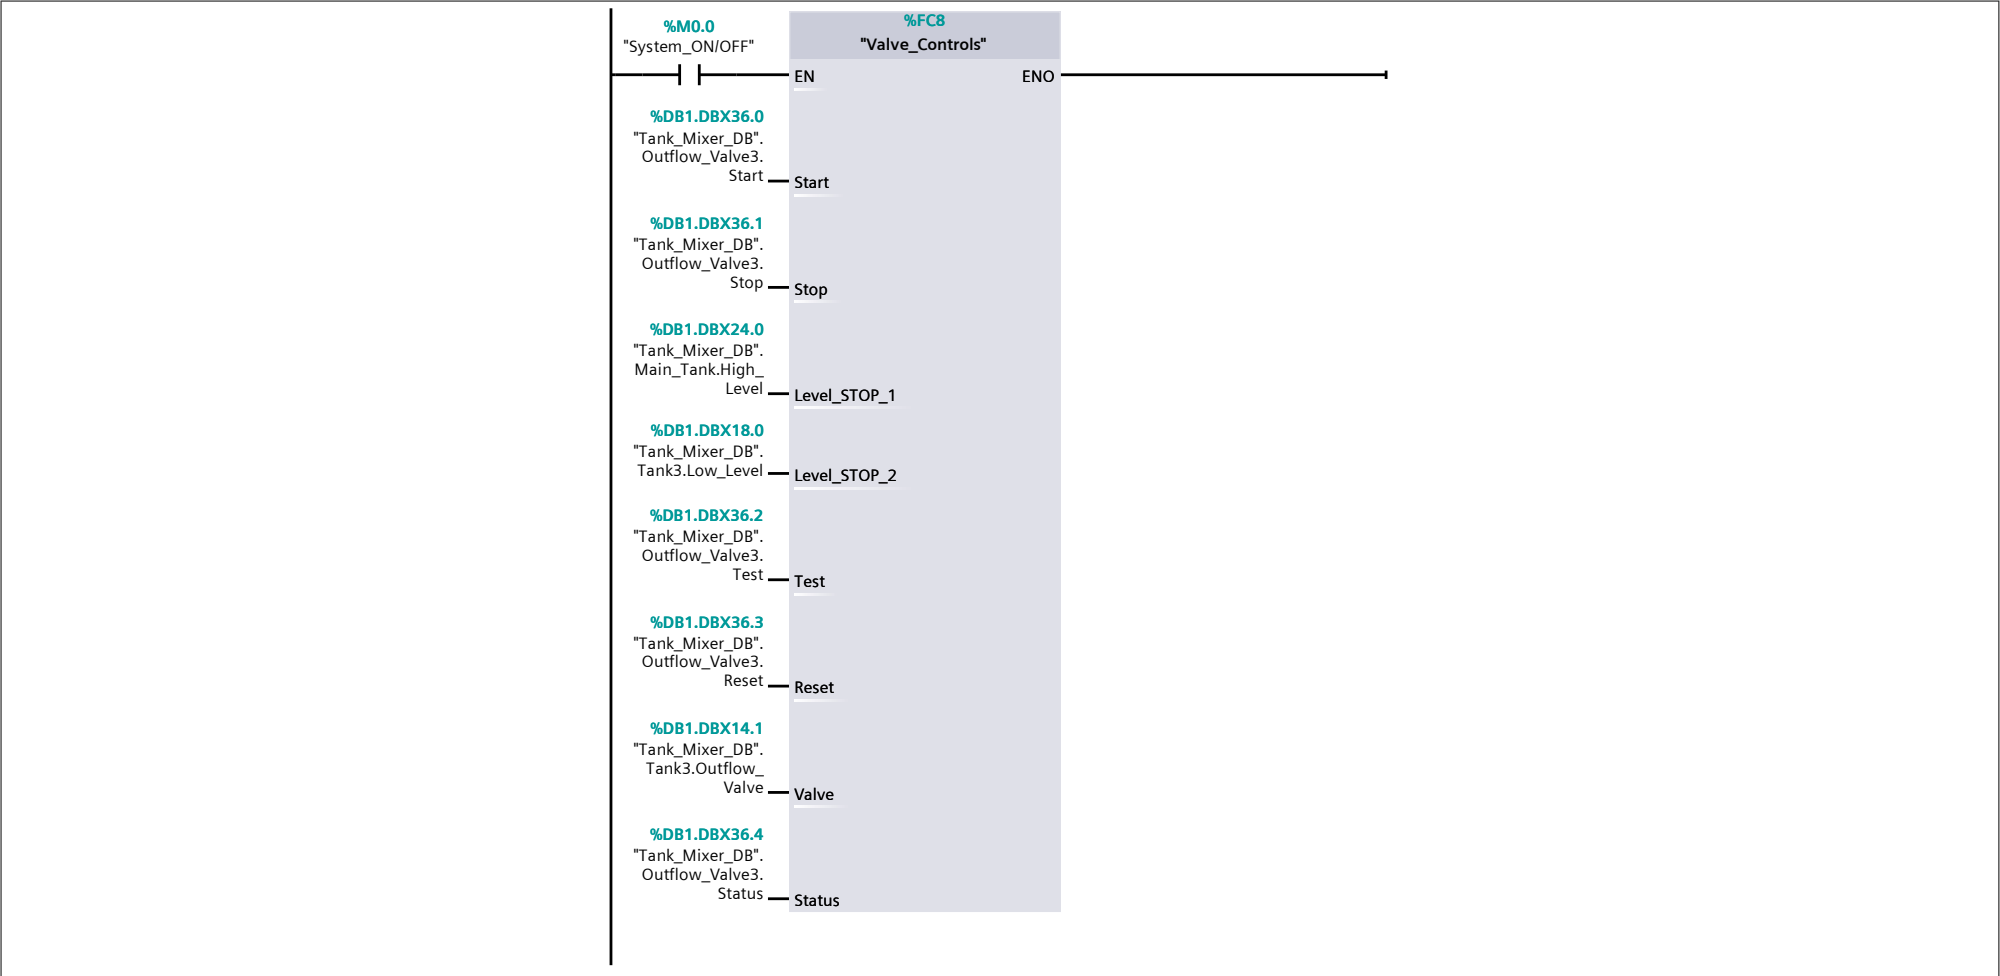 %M0.0
"System_ON/OFF"
%FC8
"Valve_Controls"
EN
ENO
%DB1.DBX36.0
"Tank_Mixer_DB".
Outflow_Valve3.
Start
Start
%DB1.DBX36.1
"Tank_Mixer_DB".
Outflow_Valve3.
Stop
Stop
%DB1.DBX24.0
"Tank_Mixer_DB".
Main_Tank.High_
Level
Level_STOP_1
%DB1.DBX18.0
"Tank_Mixer_DB".
Tank3.Low_Level
Level_STOP_2
%DB1.DBX36.2
"Tank_Mixer_DB".
Outflow_Valve3.
Test
Test
%DB1.DBX36.3
"Tank_Mixer_DB".
Outflow_Valve3.
Reset
Reset
%DB1.DBX14.1
"Tank_Mixer_DB".
Tank3.Outflow_
Valve
Valve
%DB1.DBX36.4
"Tank_Mixer_DB".
Outflow_Valve3.
Status
Status